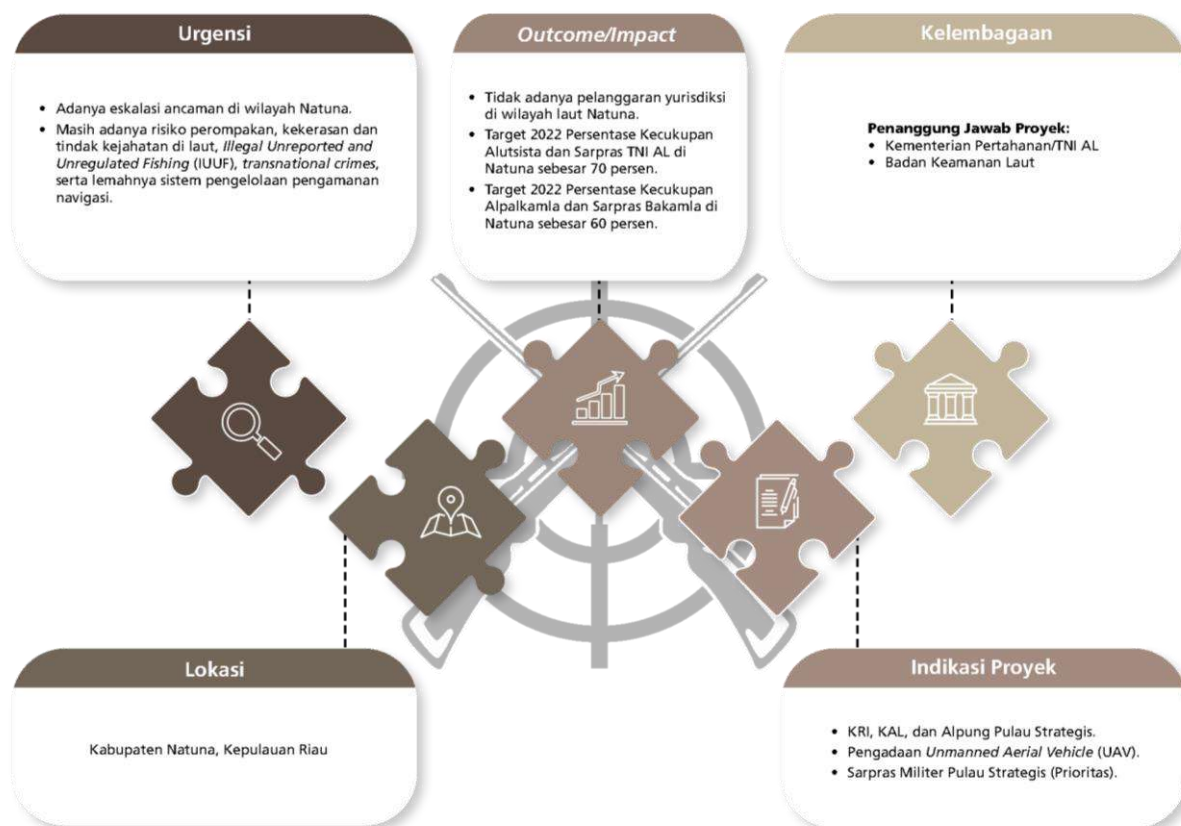 Urgensi
• Adanya eskalasi ancaman di wilayah Natuna.
• Masih adanya risiko perompakan, kekerasan dan
tindak kejahatan di laut, Illegal Unreported and
Unregulated Fishing (IUUF), transnational crimes,
serta lemahnya sistem pengelolaan pengamanan
navigasi.
Outcome/Impact
• Tidak adanya pelanggaran yurisdiksi
di wilayah laut Natuna.
• Target 2022 Persentase Kecukupan
Alutsista dan Sarpras TNI AL di
Natuna sebesar 70 persen.
• Target 2022 Persentase Kecukupan
Alpalkamla dan Sarpras Bakamla di
Natuna sebesar 60 persen.
Kelembagaan
Penanggung Jawab Proyek:
• Kementerian Pertahanan/TNI AL
• Badan Keamanan Laut
Lokasi
Kabupaten Natuna, Kepulauan Riau
Indikasi Proyek
• KRI, KAL, dan Alpung Pulau Strategis.
• Pengadaan Unmanned Aerial Vehicle (UAV).
• Sarpras Militer Pulau Strategis (Prioritas).